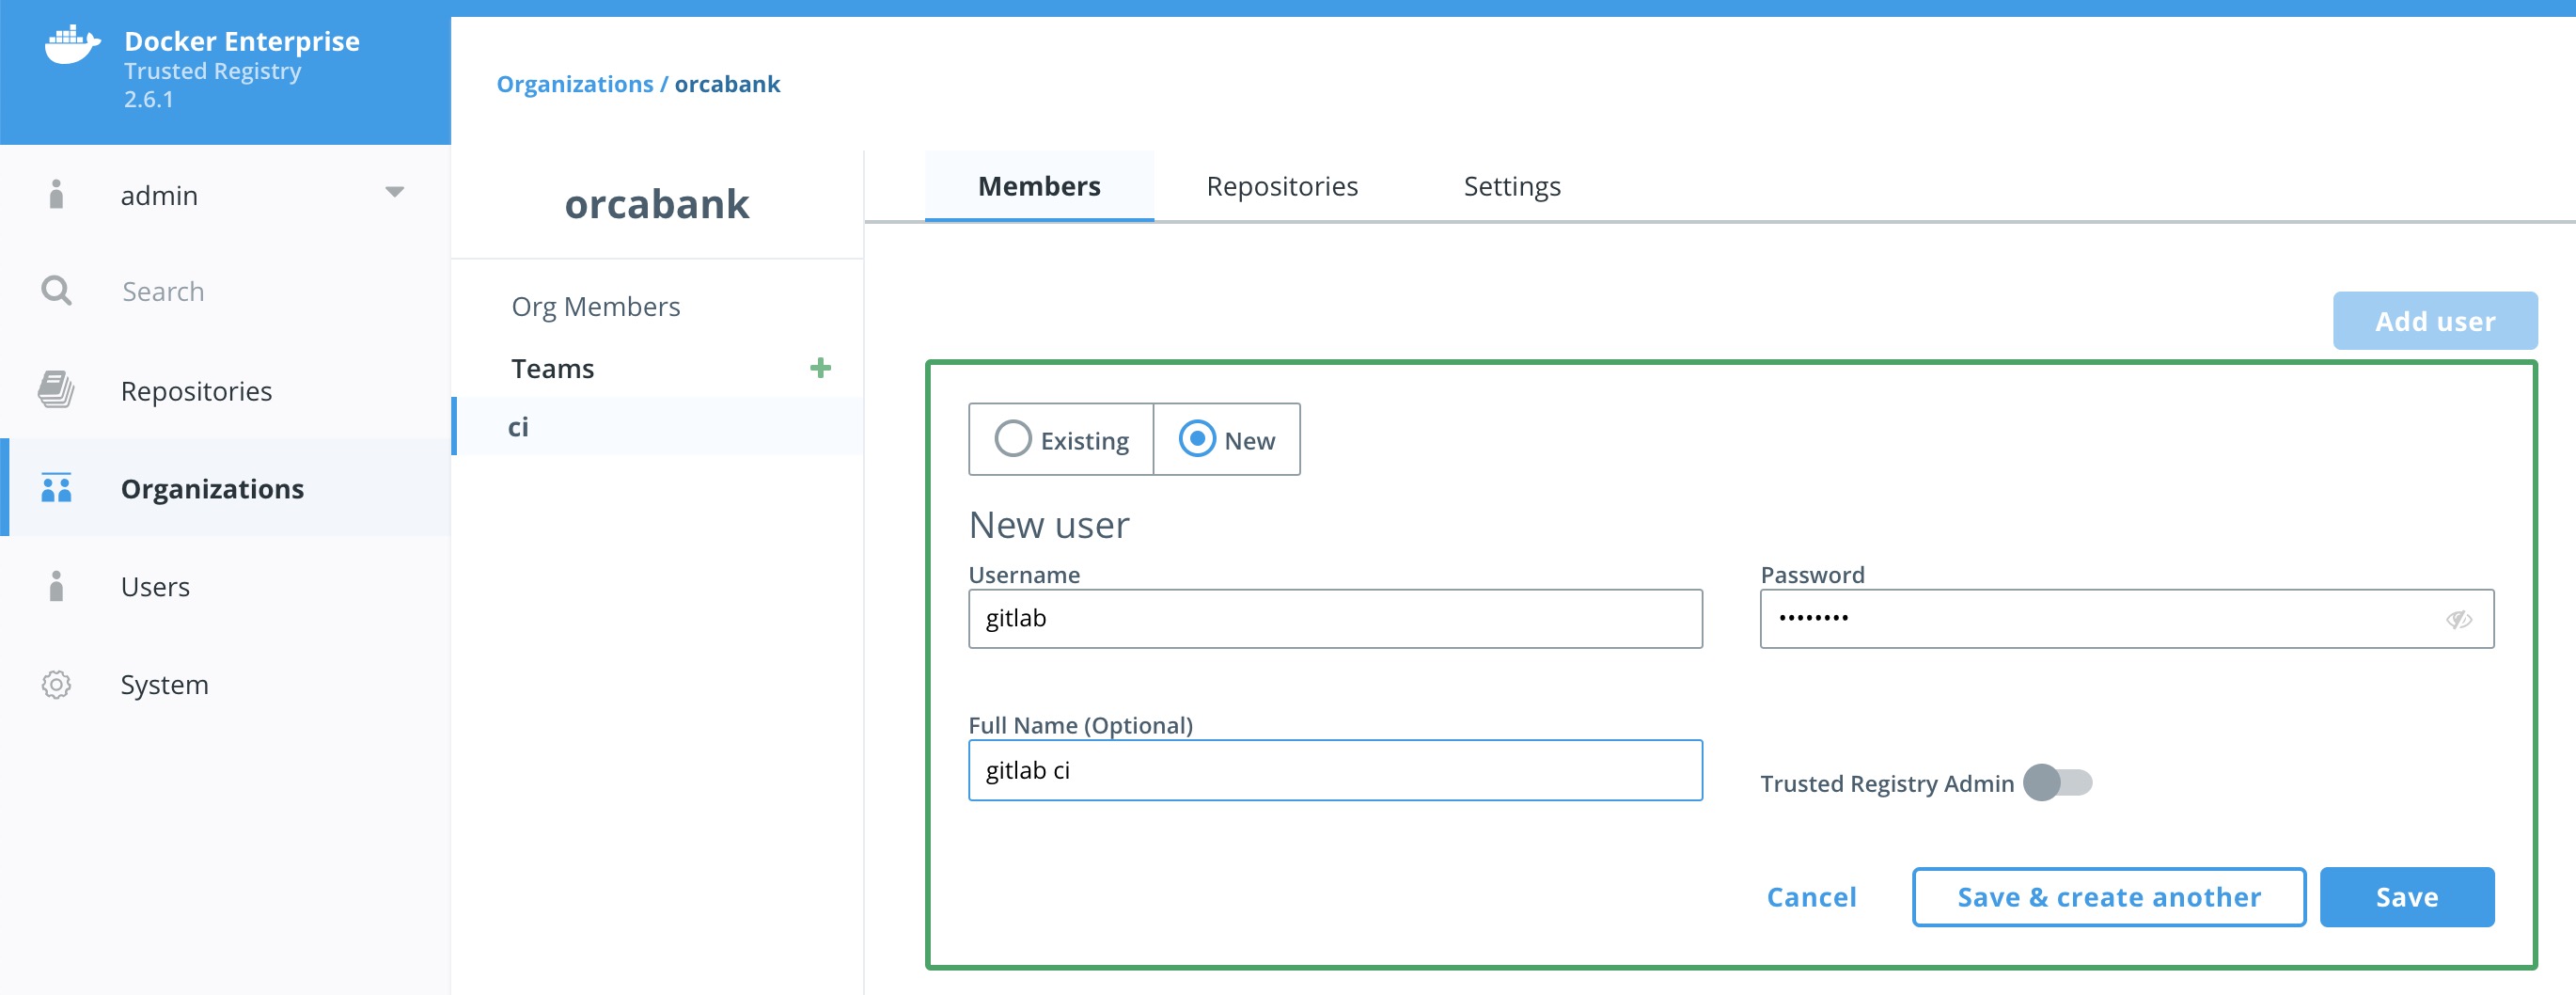 Docker Enterprise
Trusted Registry
2.6.1
admin
Search
Repositories
Organizations
Users
System
Organizations / orcabank
orcabank
Org Members
Teams +
ci
Members Repositories Settings
Add user
Existing New
New user
Username Password
gitlab ••••••••
Full Name (Optional)
gitlab ci
Trusted Registry Admin
Cancel Save & create another Save